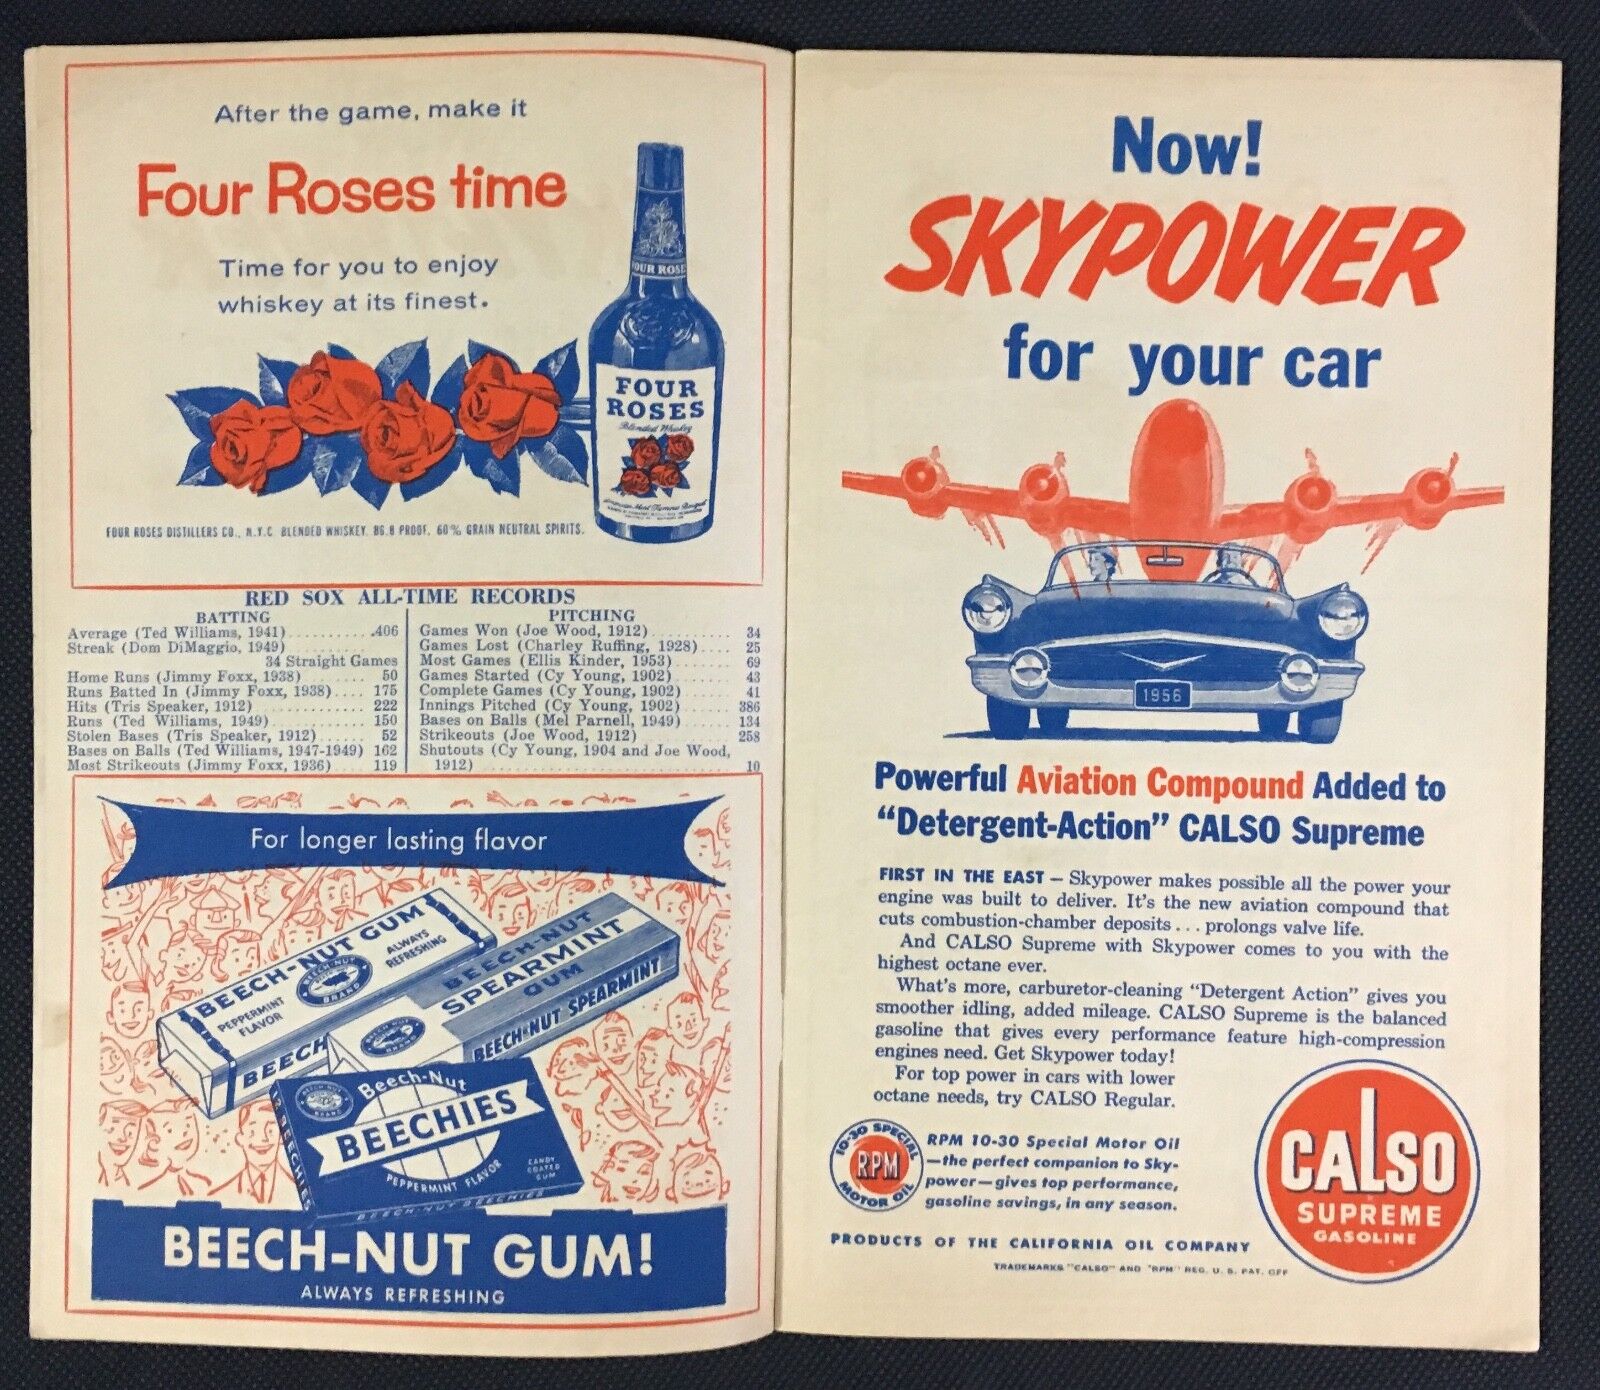 After the game, make it
Four Roses time
Time for you to enjoy
whiskey at its finest.
FOUR ROSES
FOUR
ROSES
Blended Whiskey
FOUR ROSES DISTILLERS CO., N.Y.C. BLENDED WHISKEY. 86.8 PROOF. 60% GRAIN NEUTRAL SPIRITS.
RED SOX ALL-TIME RECORDS
BATTING
Average (Ted Williams, 1941) .......... .406
Streak (Dom DiMaggio, 1949)
34 Straight Games
Home Runs (Jimmy Foxx, 1938) ...... 50
Runs Batted In (Jimmy Foxx, 1938) .... 175
Hits (Tris Speaker, 1912) ............ 222
Runs (Ted Williams, 1949) ............ 150
Stolen Bases (Tris Speaker, 1912) ..... 52
Bases on Balls (Ted Williams, 1947-1949) 162
Most Strikeouts (Jimmy Foxx, 1936) .... 119
PITCHING
Games Won (Joe Wood, 1912) .......... 34
Games Lost (Charley Ruffing, 1928) .... 25
Most Games (Ellis Kinder, 1953) ....... 69
Games Started (Cy Young, 1902) ....... 43
Complete Games (Cy Young, 1902) ...... 41
Innings Pitched (Cy Young, 1902) ...... 386
Bases on Balls (Mel Parnell, 1949) ..... 134
Strikeouts (Joe Wood, 1912) .......... 258
Shutouts (Cy Young, 1904 and Joe Wood,
1912) .......... 10
For longer lasting flavor
BEECH-NUT GUM
PEPPERMINT
FLAVOR
BEECH-NUT
BRAND
ALWAYS
REFRESHING
BEECH
BEECH-NUT
SPEARMINT
GUM
BEECH-NUT SPEARMINT
BEECH-NUT
BRAND
Beech-Nut
BEECHIES
PEPPERMINT FLAVOR
CANDY
COATED
GUM
BEECH-NUT BEECHIES
BEECH-NUT GUM!
ALWAYS REFRESHING
Now!
SKYPOWER
for your car
1956
Powerful Aviation Compound Added to
"Detergent-Action" CALSO Supreme
FIRST IN THE EAST — Skypower makes possible all the power your
engine was built to deliver. It's the new aviation compound that
cuts combustion-chamber deposits ... prolongs valve life.
And CALSO Supreme with Skypower comes to you with the
highest octane ever.
What's more, carburetor-cleaning "Detergent Action" gives you
smoother idling, added mileage. CALSO Supreme is the balanced
gasoline that gives every performance feature high-compression
engines need. Get Skypower today!
For top power in cars with lower
octane needs, try CALSO Regular.
10-30 SPECIAL
RPM
MOTOR OIL
RPM 10-30 Special Motor Oil
—the perfect companion to Sky-
power—gives top performance,
gasoline savings, in any season.
CALSO
SUPREME
GASOLINE
PRODUCTS OF THE CALIFORNIA OIL COMPANY
TRADEMARKS "CALSO" AND "RPM" REG. U. S. PAT. OFF